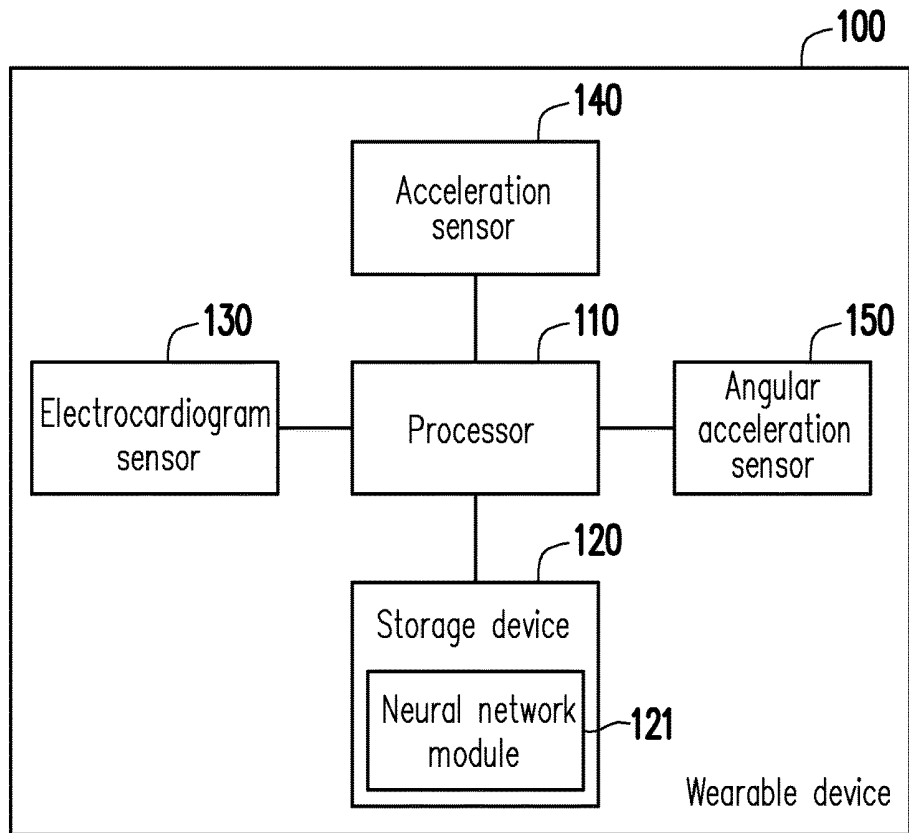 100
140
Acceleration
sensor
130
110
150
Electrocardiogram
sensor
Processor
Angular
acceleration
sensor
120
Storage device
Neural network
module
121
Wearable device